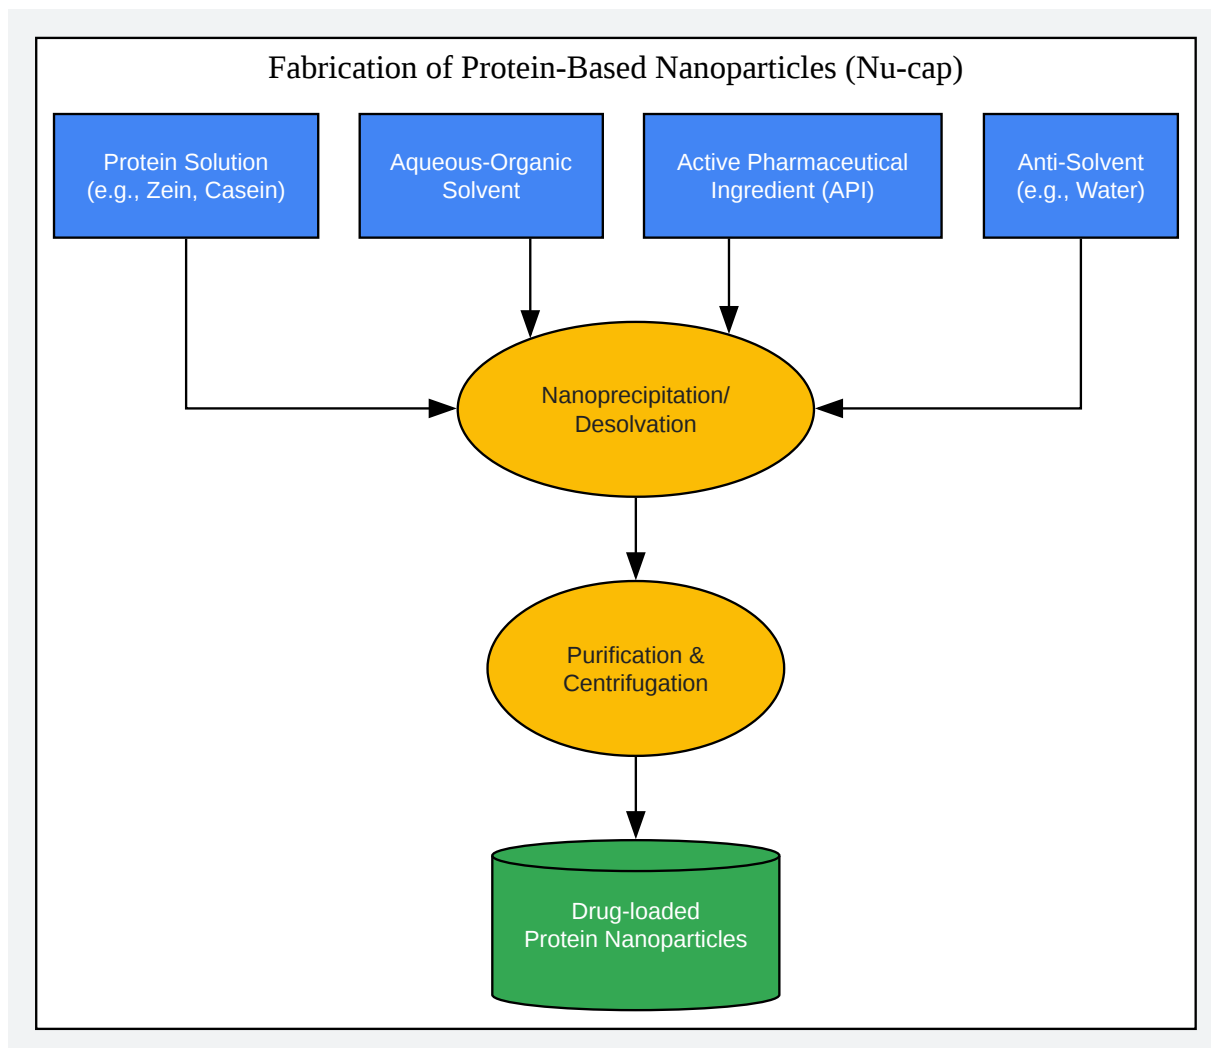 Fabrication of Protein-Based Nanoparticles (Nu-cap)
Protein Solution
(e.g., Zein, Casein)
Aqueous-Organic
Solvent
Active Pharmaceutical
Ingredient (API)
Anti-Solvent
(e.g., Water)
Nanoprecipitation/
Desolvation
Purification &
Centrifugation
Drug-loaded
Protein Nanoparticles